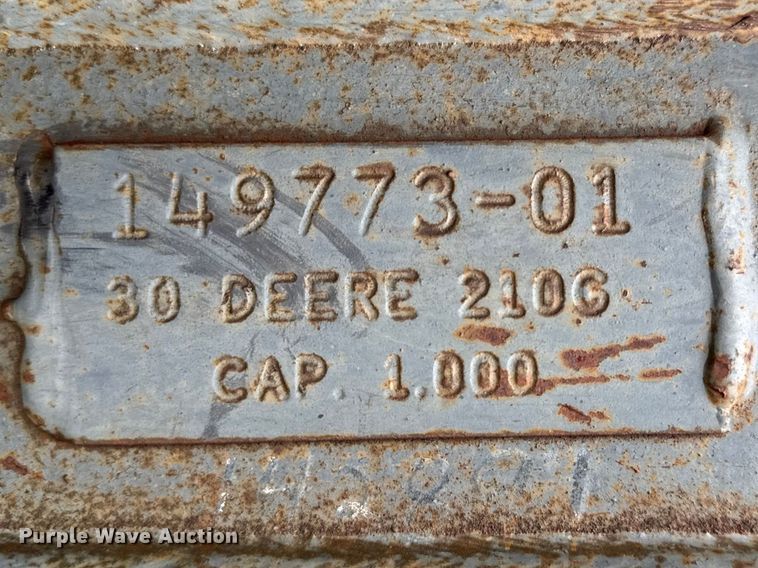 149773-01
30 DEERE 210G
CAP. 1.000
Purple Wave Auction